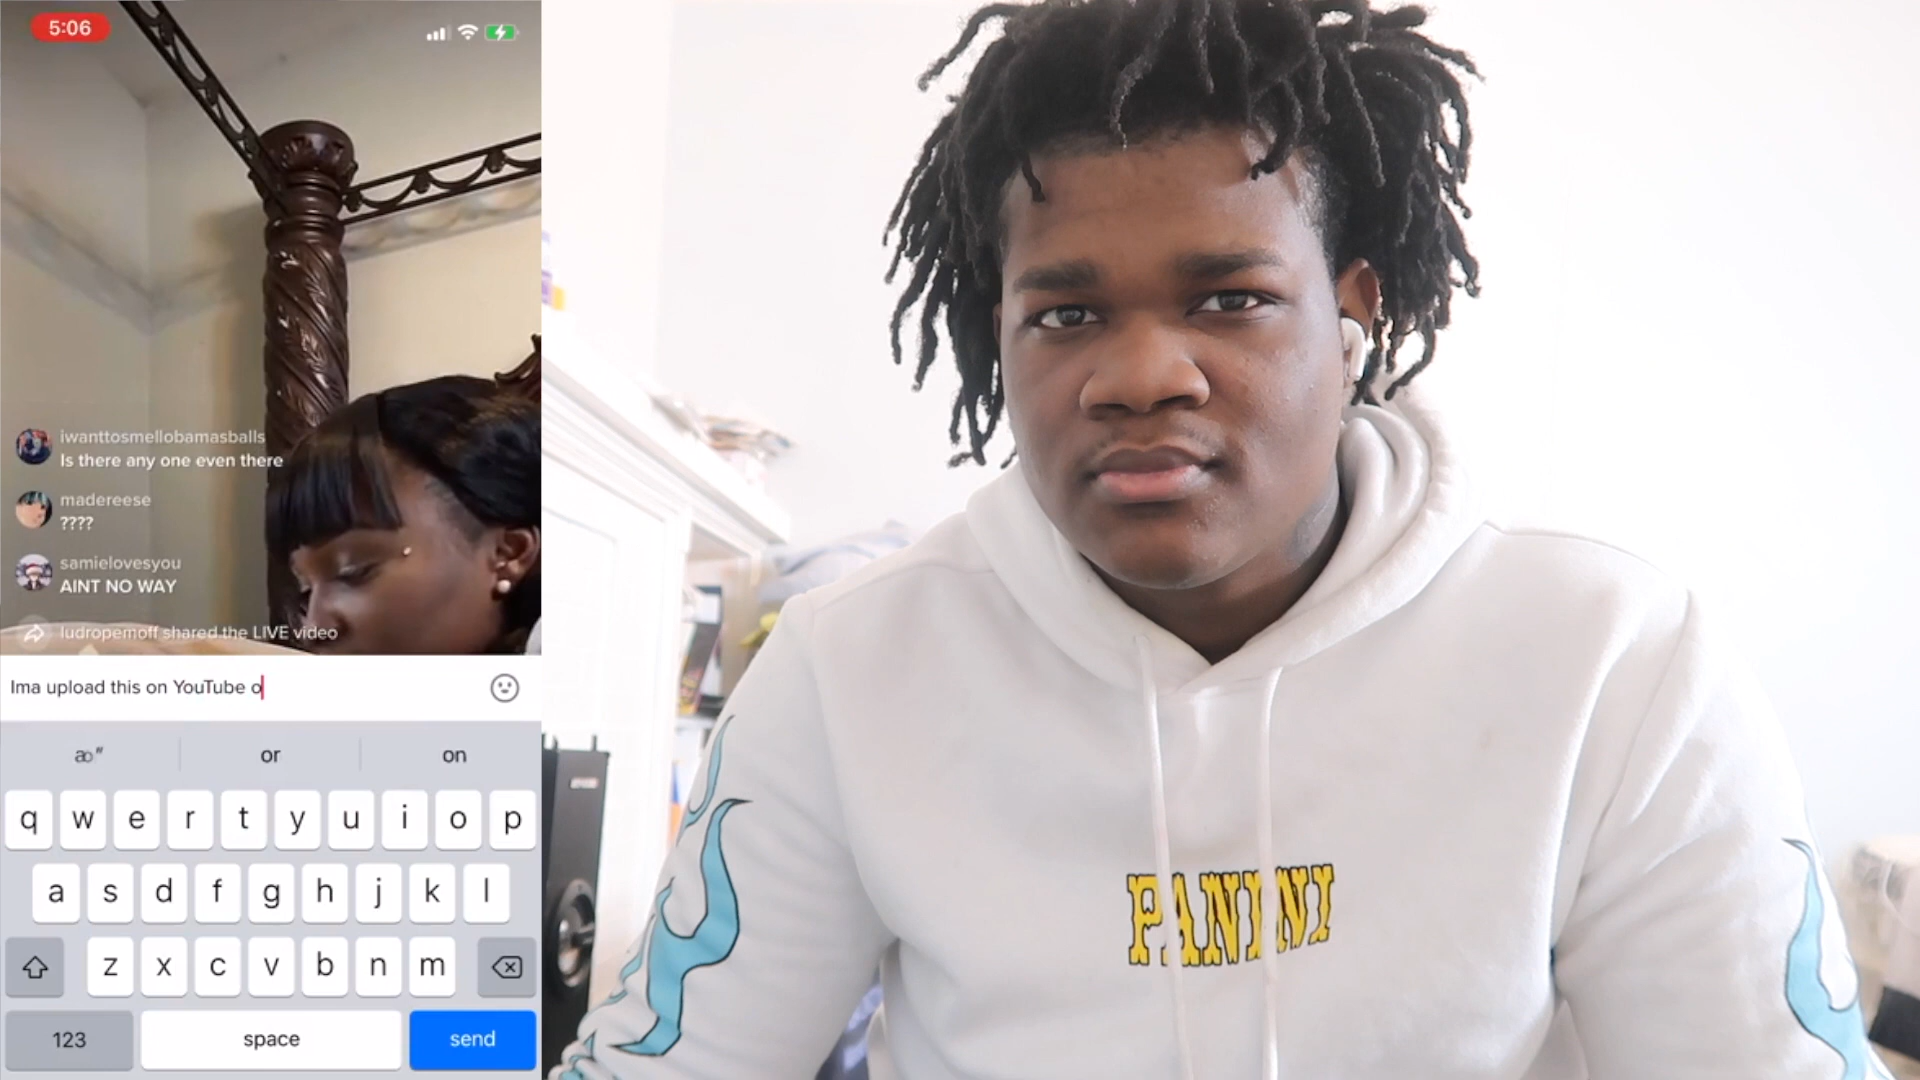 5:06
iwanttosmellobamasballs
Is there any one even there
madereese
????
samielovesyou
AINT NO WAY
ludropemoff shared the LIVE video
Ima upload this on YouTube o
or
on
q w e r t y u i o p
a s d f g h j k l
z x c v b n m
123
space
send
PANINI